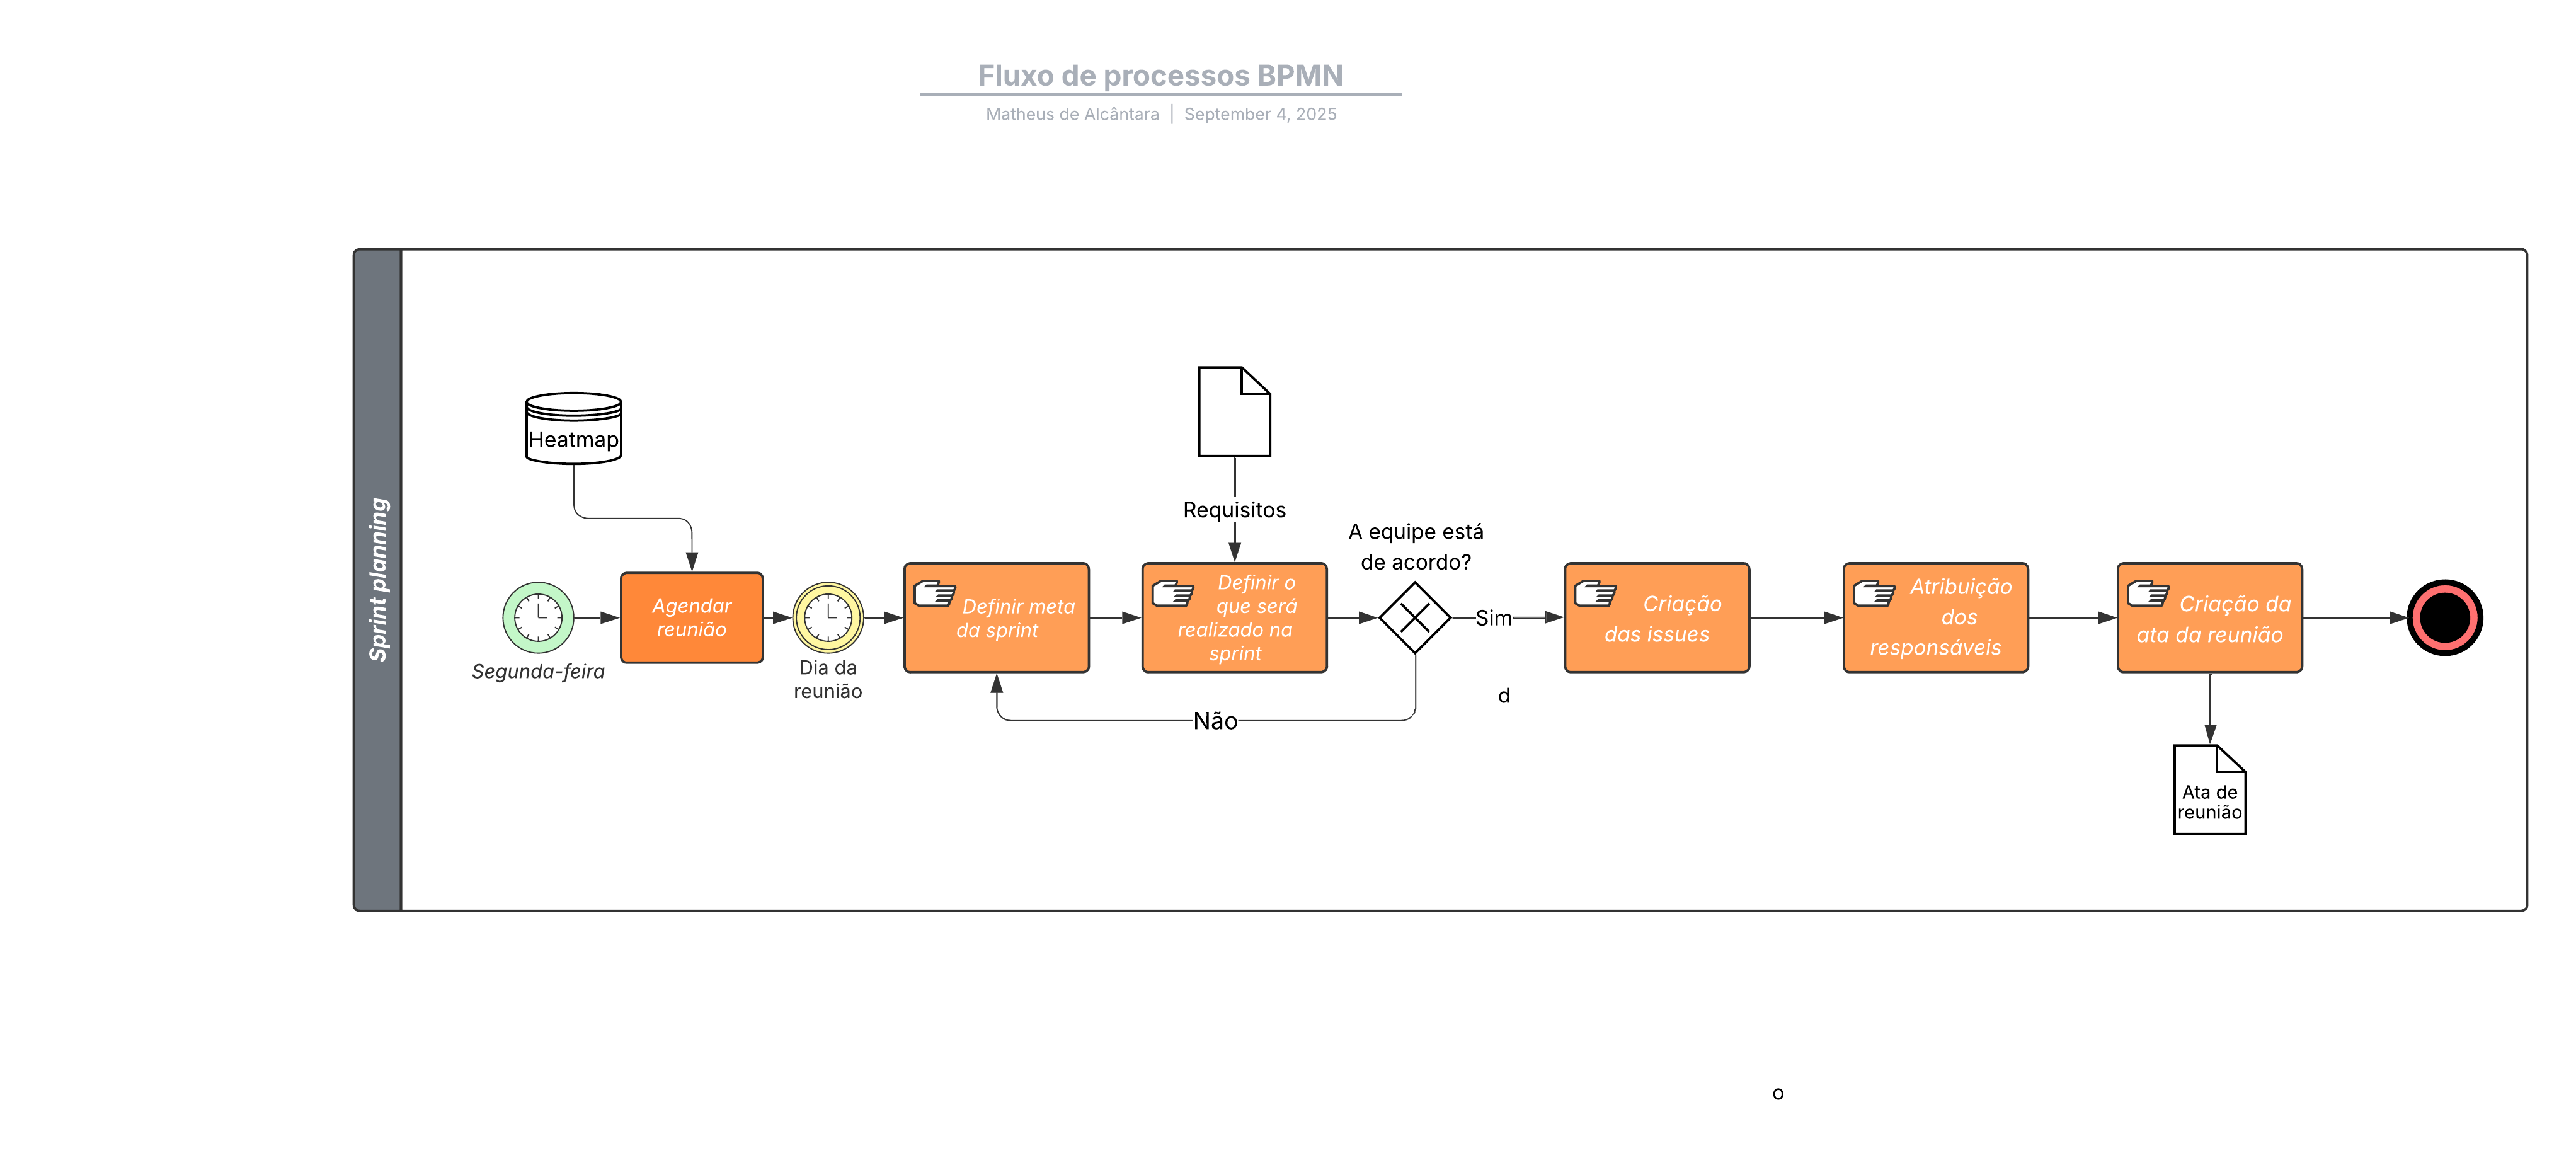 Fluxo de processos BPMN
Matheus de Alcântara | September 4, 2025
Sprint planning
Heatmap
Segunda-feira
Agendar
reunião
Dia da
reunião
Definir meta
da sprint
Requisitos
Definir o
que será
realizado na
sprint
A equipe está
de acordo?
Sim
Não
d
Criação
das issues
Atribuição
dos
responsáveis
Criação da
ata da reunião
Ata de
reunião
o